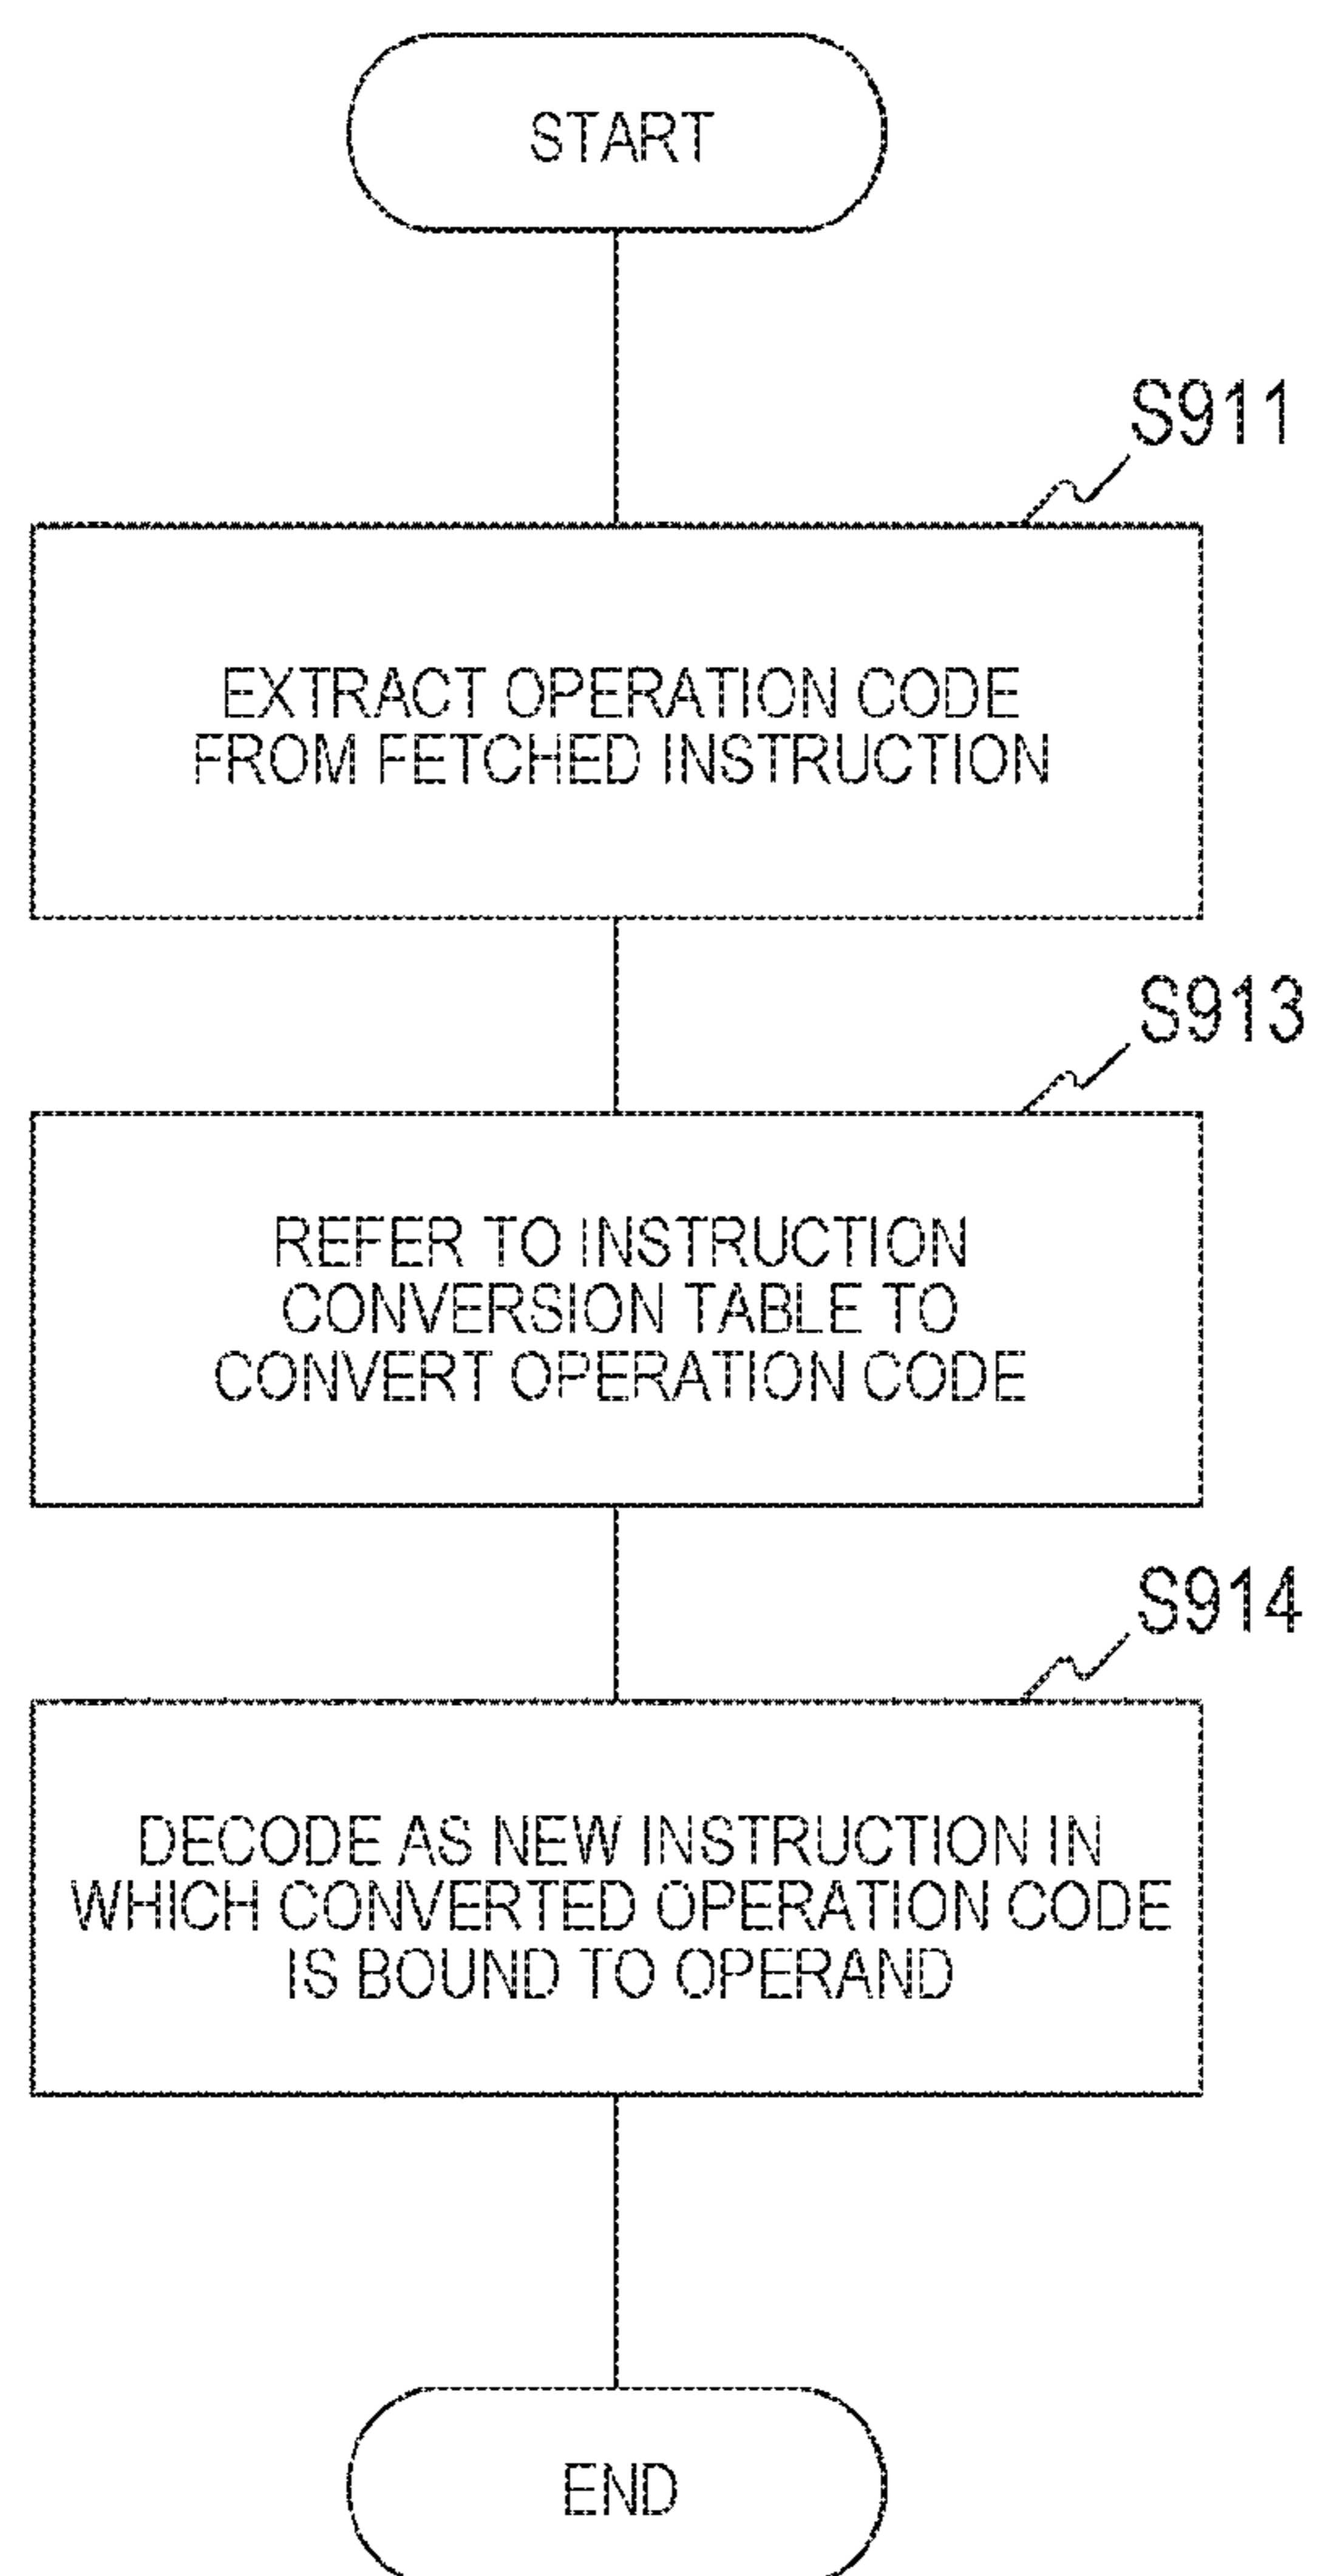 START
S911
EXTRACT OPERATION CODE
FROM FETCHED INSTRUCTION
S913
REFER TO INSTRUCTION
CONVERSION TABLE TO
CONVERT OPERATION CODE
S914
DECODE AS NEW INSTRUCTION IN
WHICH CONVERTED OPERATION CODE
IS BOUND TO OPERAND
END